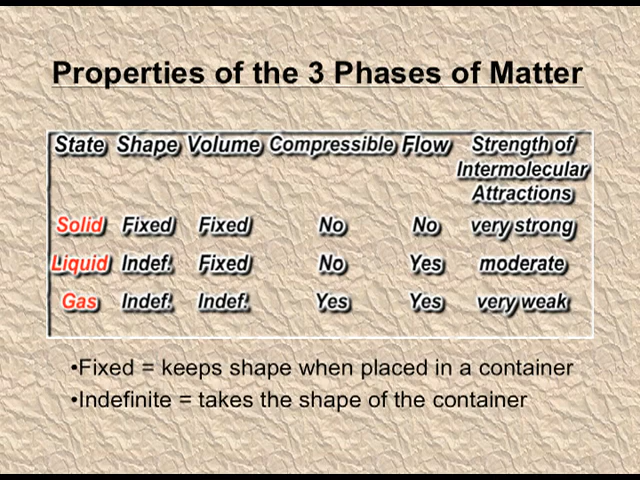 Properties of the 3 Phases of Matter
State Shape Volume Compressible Flow Strength of
Intermolecular
Attractions
Solid Fixed Fixed No No very strong
Liquid Indef. Fixed No Yes moderate
Gas Indef. Indef. Yes Yes very weak
•Fixed = keeps shape when placed in a container
•Indefinite = takes the shape of the container